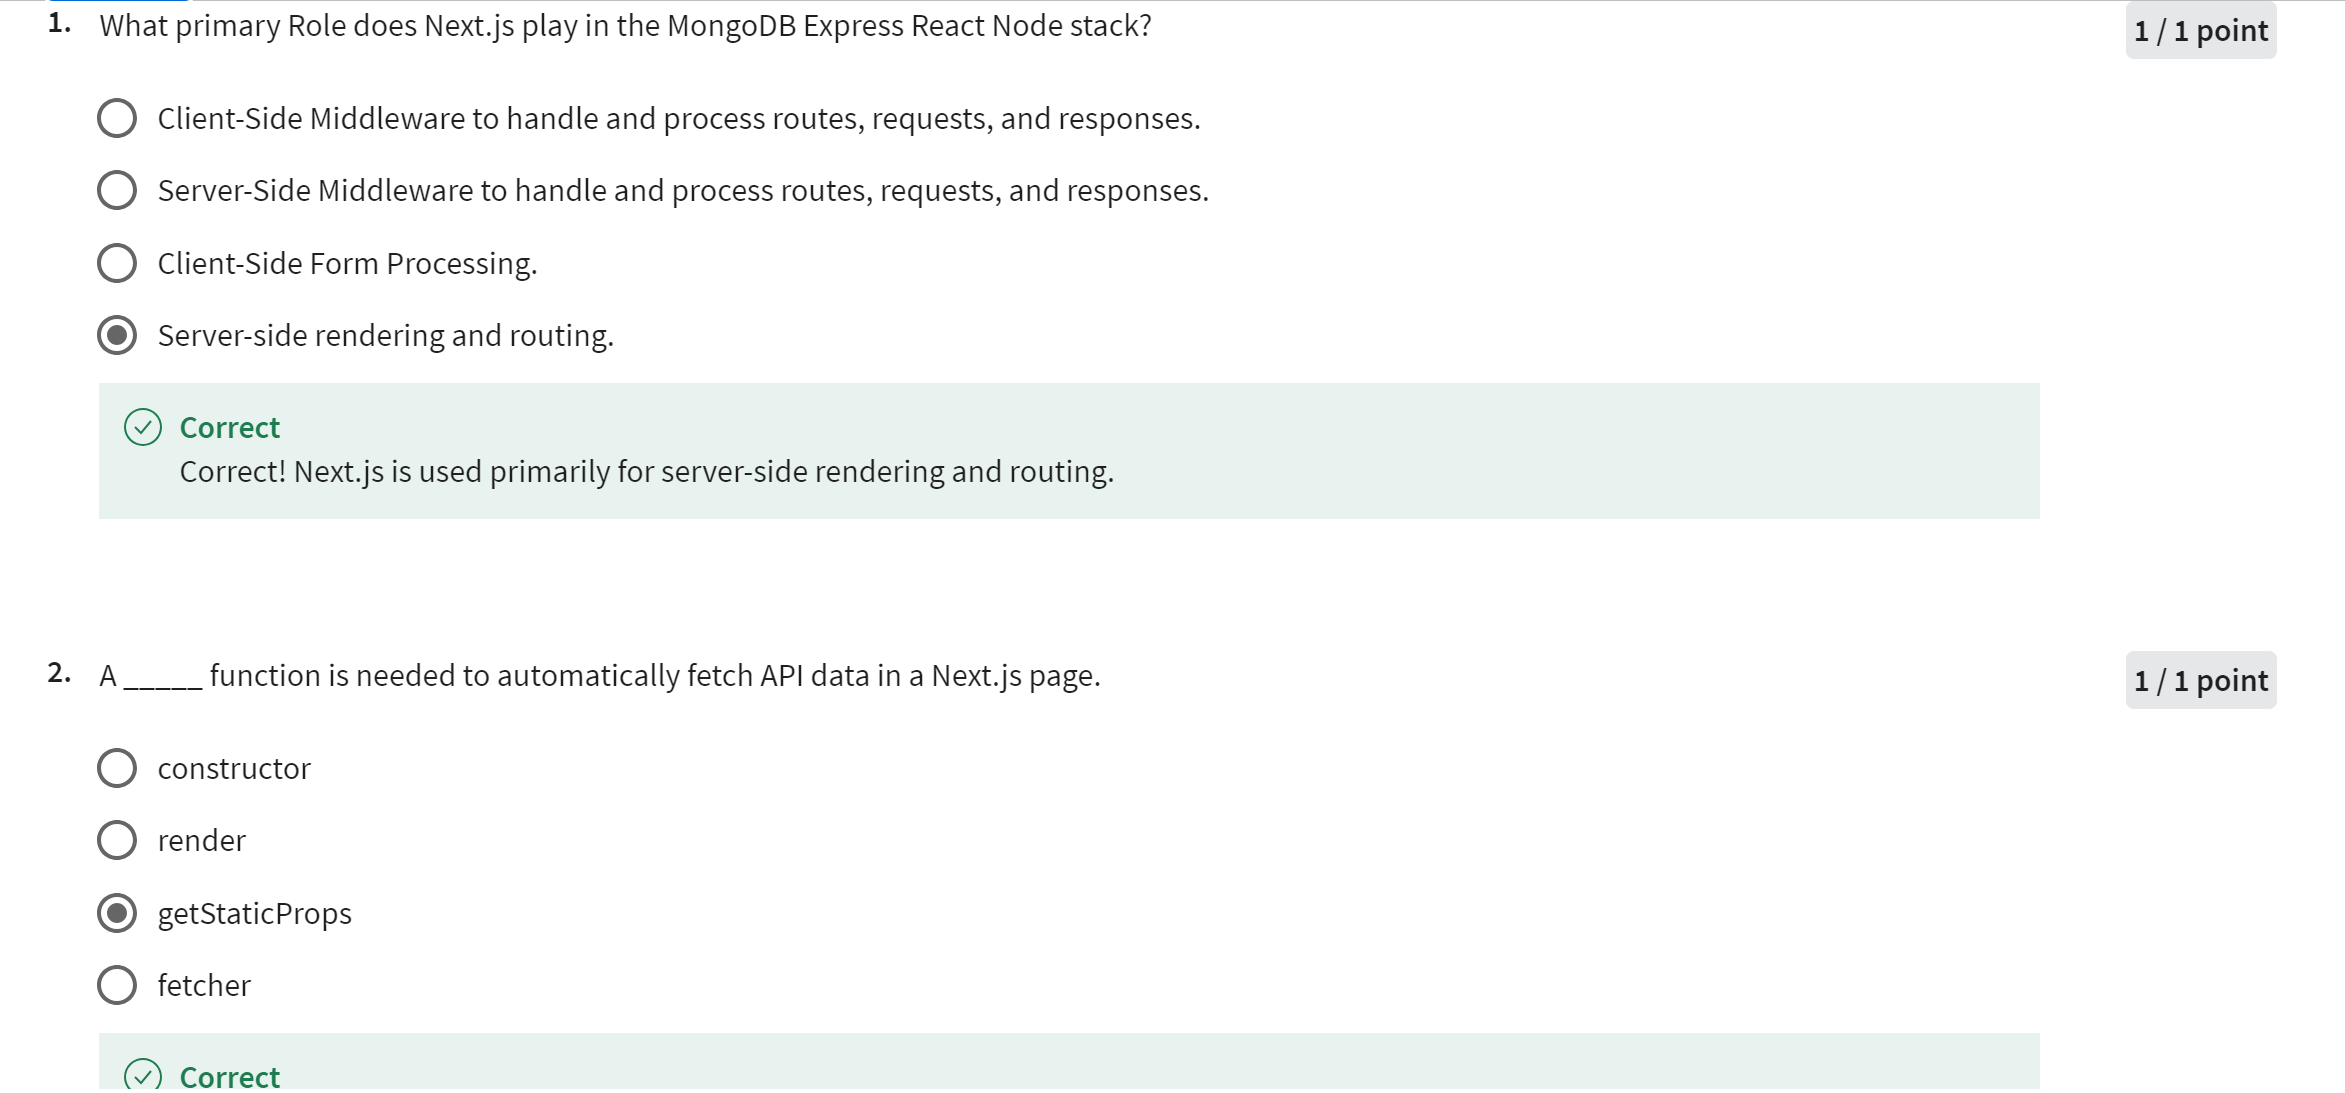 1. What primary Role does Next.js play in the MongoDB Express React Node stack?
1 / 1 point
Client-Side Middleware to handle and process routes, requests, and responses.
Server-Side Middleware to handle and process routes, requests, and responses.
Client-Side Form Processing.
Server-side rendering and routing.
Correct
Correct! Next.js is used primarily for server-side rendering and routing.
2. A _____ function is needed to automatically fetch API data in a Next.js page.
1 / 1 point
constructor
render
getStaticProps
fetcher
Correct